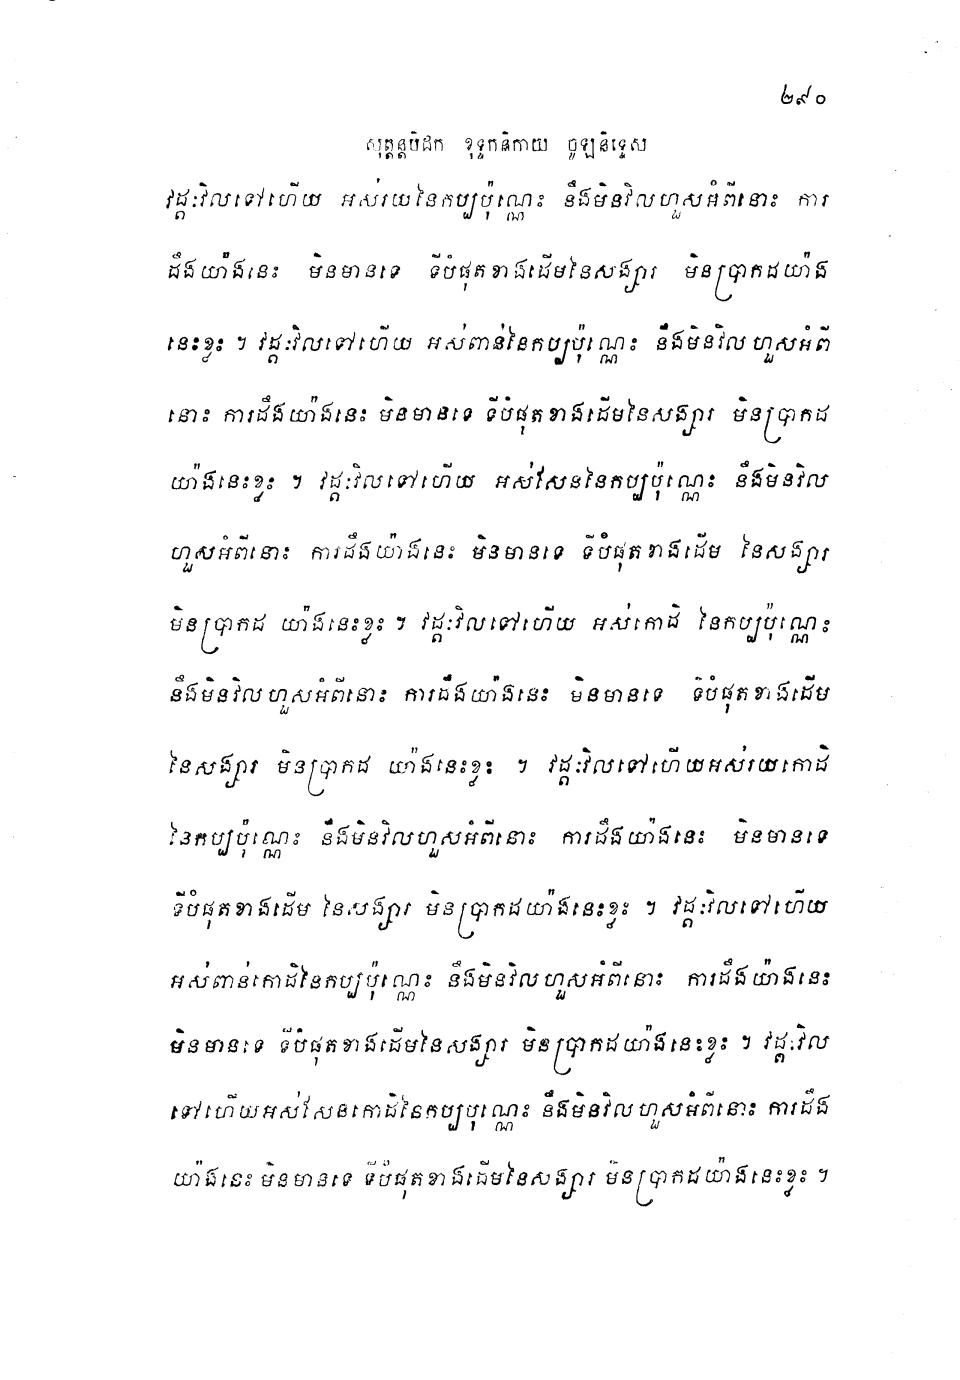 ២៩០
សុត្តន្តបិដក ខុទ្ទកនិកាយ ចូឡនិទ្ទេស
វដ្តៈវិលទៅហើយ អស់រយនៃកប្បប៉ុណ្ណេះ នឹងមិនវិលហួសអំពីនោះ ការ
ដឹងយ៉ាងនេះ មិនមានទេ ទីបំផុតខាងដើមនៃសង្សារ មិនប្រាកដយ៉ាង
នេះខ្លះ ។ វដ្តៈវិលទៅហើយ អស់ពាន់នៃកប្បប៉ុណ្ណេះ នឹងមិនវិលហួសអំពី
នោះ ការដឹងយ៉ាងនេះ មិនមានទេ ទីបំផុតខាងដើមនៃសង្សារ មិនប្រាកដ
យ៉ាងនេះខ្លះ ។ វដ្តៈវិលទៅហើយ អស់សែននៃកប្បប៉ុណ្ណេះ នឹងមិនវិល
ហួសអំពីនោះ ការដឹងយ៉ាងនេះ មិនមានទេ ទីបំផុតខាងដើម នៃសង្សារ
មិនប្រាកដ យ៉ាងនេះខ្លះ ។ វដ្តៈវិលទៅហើយ អស់កោដិ នៃកប្បប៉ុណ្ណេះ
នឹងមិនវិលហួសអំពីនោះ ការដឹងយ៉ាងនេះ មិនមានទេ ទីបំផុតខាងដើម
នៃសង្សារ មិនប្រាកដ យ៉ាងនេះខ្លះ ។ វដ្តៈវិលទៅហើយអស់រយកោដិ
នៃកប្បប៉ុណ្ណេះ នឹងមិនវិលហួសអំពីនោះ ការដឹងយ៉ាងនេះ មិនមានទេ
ទីបំផុតខាងដើម នៃសង្សារ មិនប្រាកដយ៉ាងនេះខ្លះ ។ វដ្តៈវិលទៅហើយ
អស់ពាន់កោដិនៃកប្បប៉ុណ្ណេះ នឹងមិនវិលហួសអំពីនោះ ការដឹងយ៉ាងនេះ
មិនមានទេ ទីបំផុតខាងដើមនៃសង្សារ មិនប្រាកដយ៉ាងនេះខ្លះ ។ វដ្តៈវិល
ទៅហើយអស់សែនកោដិនៃកប្បប៉ុណ្ណេះ នឹងមិនវិលហួសអំពីនោះ ការដឹង
យ៉ាងនេះ មិនមានទេ ទីបំផុតខាងដើមនៃសង្សារ មិនប្រាកដយ៉ាងនេះខ្លះ ។